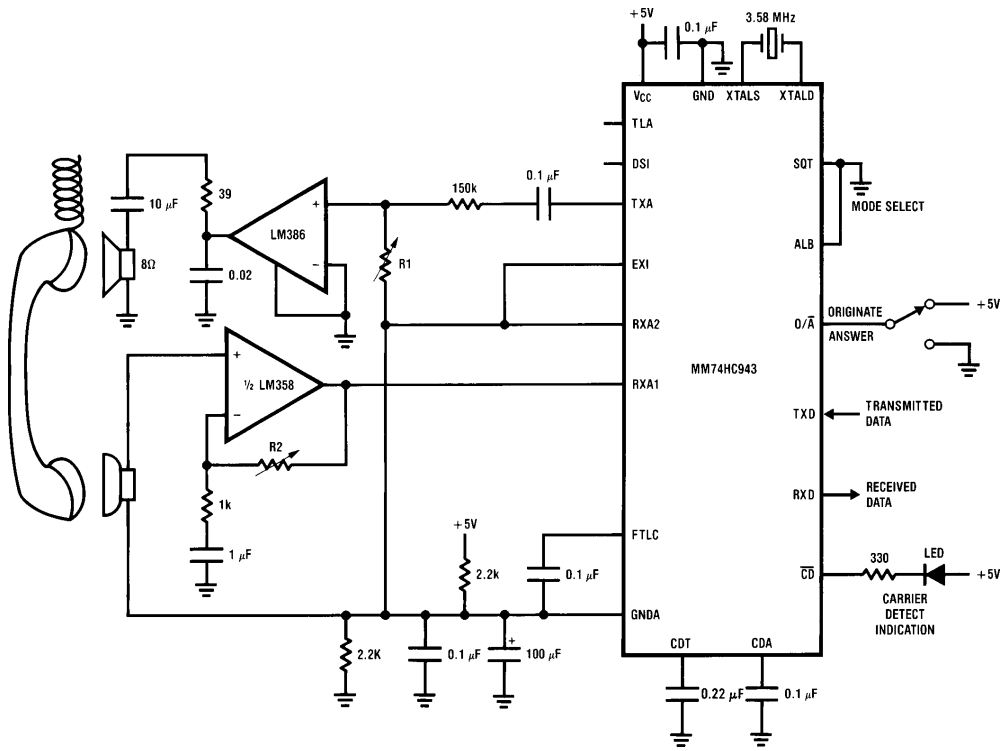 +5V
0.1 µF
3.58 MHz
VCC
GND
XTALS
XTALD
TLA
DSI
SQT
MODE SELECT
39
10 µF
LM386
+
−
150k
0.1 µF
TXA
8Ω
0.02
R1
EXI
ALB
RXA2
O/A̅
ORIGINATE
ANSWER
+5V
+
−
½ LM358
RXA1
MM74HC943
R2
TXD
TRANSMITTED
DATA
1k
RXD
RECEIVED
DATA
1 µF
+5V
2.2k
0.1 µF
FTLC
C̅D̅
330
LED
+5V
CARRIER
DETECT
INDICATION
GNDA
2.2K
0.1 µF
+
100 µF
CDT
CDA
0.22 µF
0.1 µF